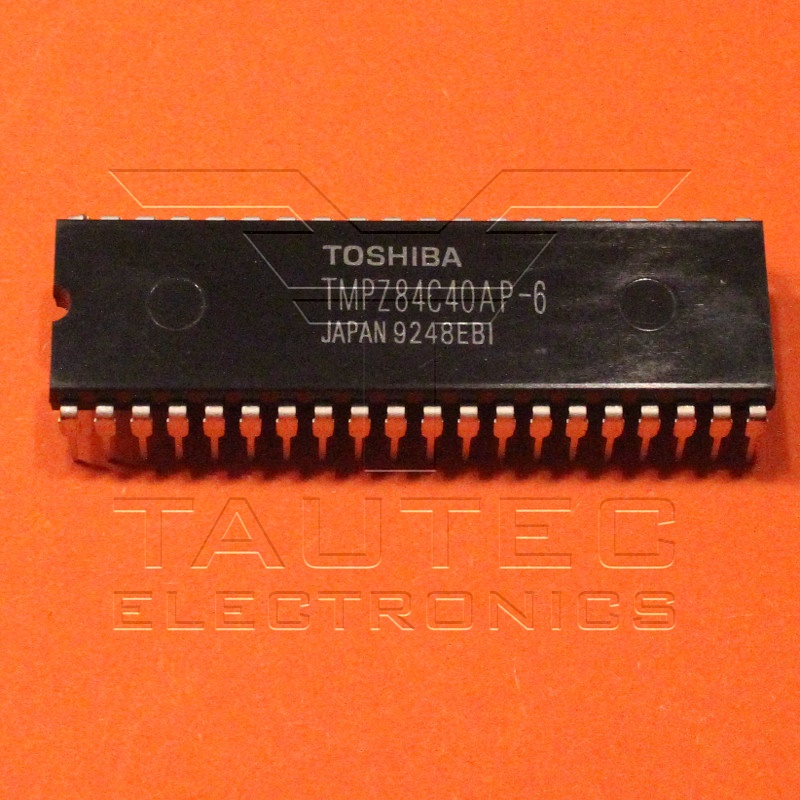 TOSHIBA
TMPZ84C40AP-6
JAPAN 9248EBI
TAUTEC
ELECTRONICS